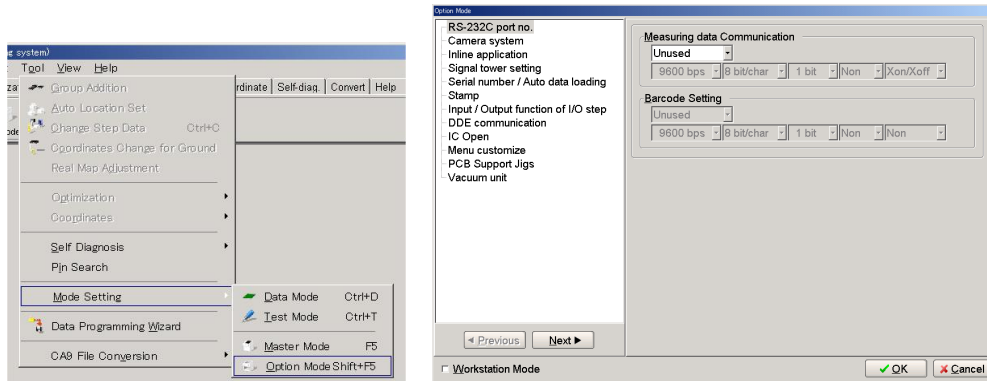 g system)
Tool View Help
rdinate Self-diag. Convert Help
Group Addition
Auto Location Set
Change Step Data Ctrl+C
Coordinates Change for Ground
Real Map Adjustment
Optimization
Coordinates
Self Diagnosis
Pin Search
Mode Setting
Data Programming Wizard
CA9 File Conversion
Data Mode Ctrl+D
Test Mode Ctrl+T
Master Mode F5
Option Mode Shift+F5
Option Mode
RS-232C port no.
Camera system
Inline application
Signal tower setting
Serial number / Auto data loading
Stamp
Input / Output function of I/O step
DDE communication
IC Open
Menu customize
PCB Support Jigs
Vacuum unit
Previous Next
Workstation Mode
Measuring data Communication
Unused
9600 bps 8 bit/char 1 bit Non Xon/Xoff
Barcode Setting
Unused
9600 bps 8 bit/char 1 bit Non Non
OK Cancel